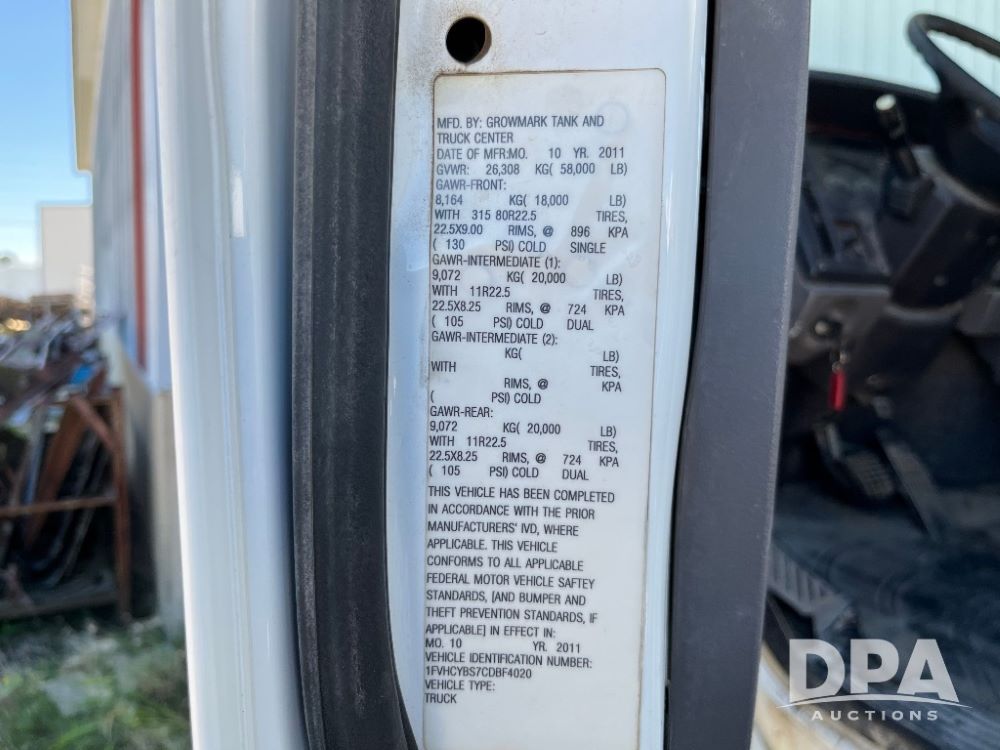 MFD. BY: GROWMARK TANK AND
TRUCK CENTER
DATE OF MFR:MO. 10 YR. 2011
GVWR: 26,308 KG( 58,000 LB)
GAWR-FRONT:
8,164 KG( 18,000 LB)
WITH 315 80R22.5 TIRES,
22.5X9.00 RIMS, @ 896 KPA
( 130 PSI) COLD SINGLE
GAWR-INTERMEDIATE (1):
9,072 KG( 20,000 LB)
WITH 11R22.5 TIRES,
22.5X8.25 RIMS, @ 724 KPA
( 105 PSI) COLD DUAL
GAWR-INTERMEDIATE (2):
KG( LB)
WITH TIRES,
RIMS, @ KPA
( PSI) COLD
GAWR-REAR:
9,072 KG( 20,000 LB)
WITH 11R22.5 TIRES,
22.5X8.25 RIMS, @ 724 KPA
( 105 PSI) COLD DUAL
THIS VEHICLE HAS BEEN COMPLETED
IN ACCORDANCE WITH THE PRIOR
MANUFACTURERS' IVD, WHERE
APPLICABLE. THIS VEHICLE
CONFORMS TO ALL APPLICABLE
FEDERAL MOTOR VEHICLE SAFTEY
STANDARDS, [AND BUMPER AND
THEFT PREVENTION STANDARDS, IF
APPLICABLE] IN EFFECT IN:
MO. 10 YR. 2011
VEHICLE IDENTIFICATION NUMBER:
1FVHCYBS7CDBF4020
VEHICLE TYPE:
TRUCK
DPA
AUCTIONS